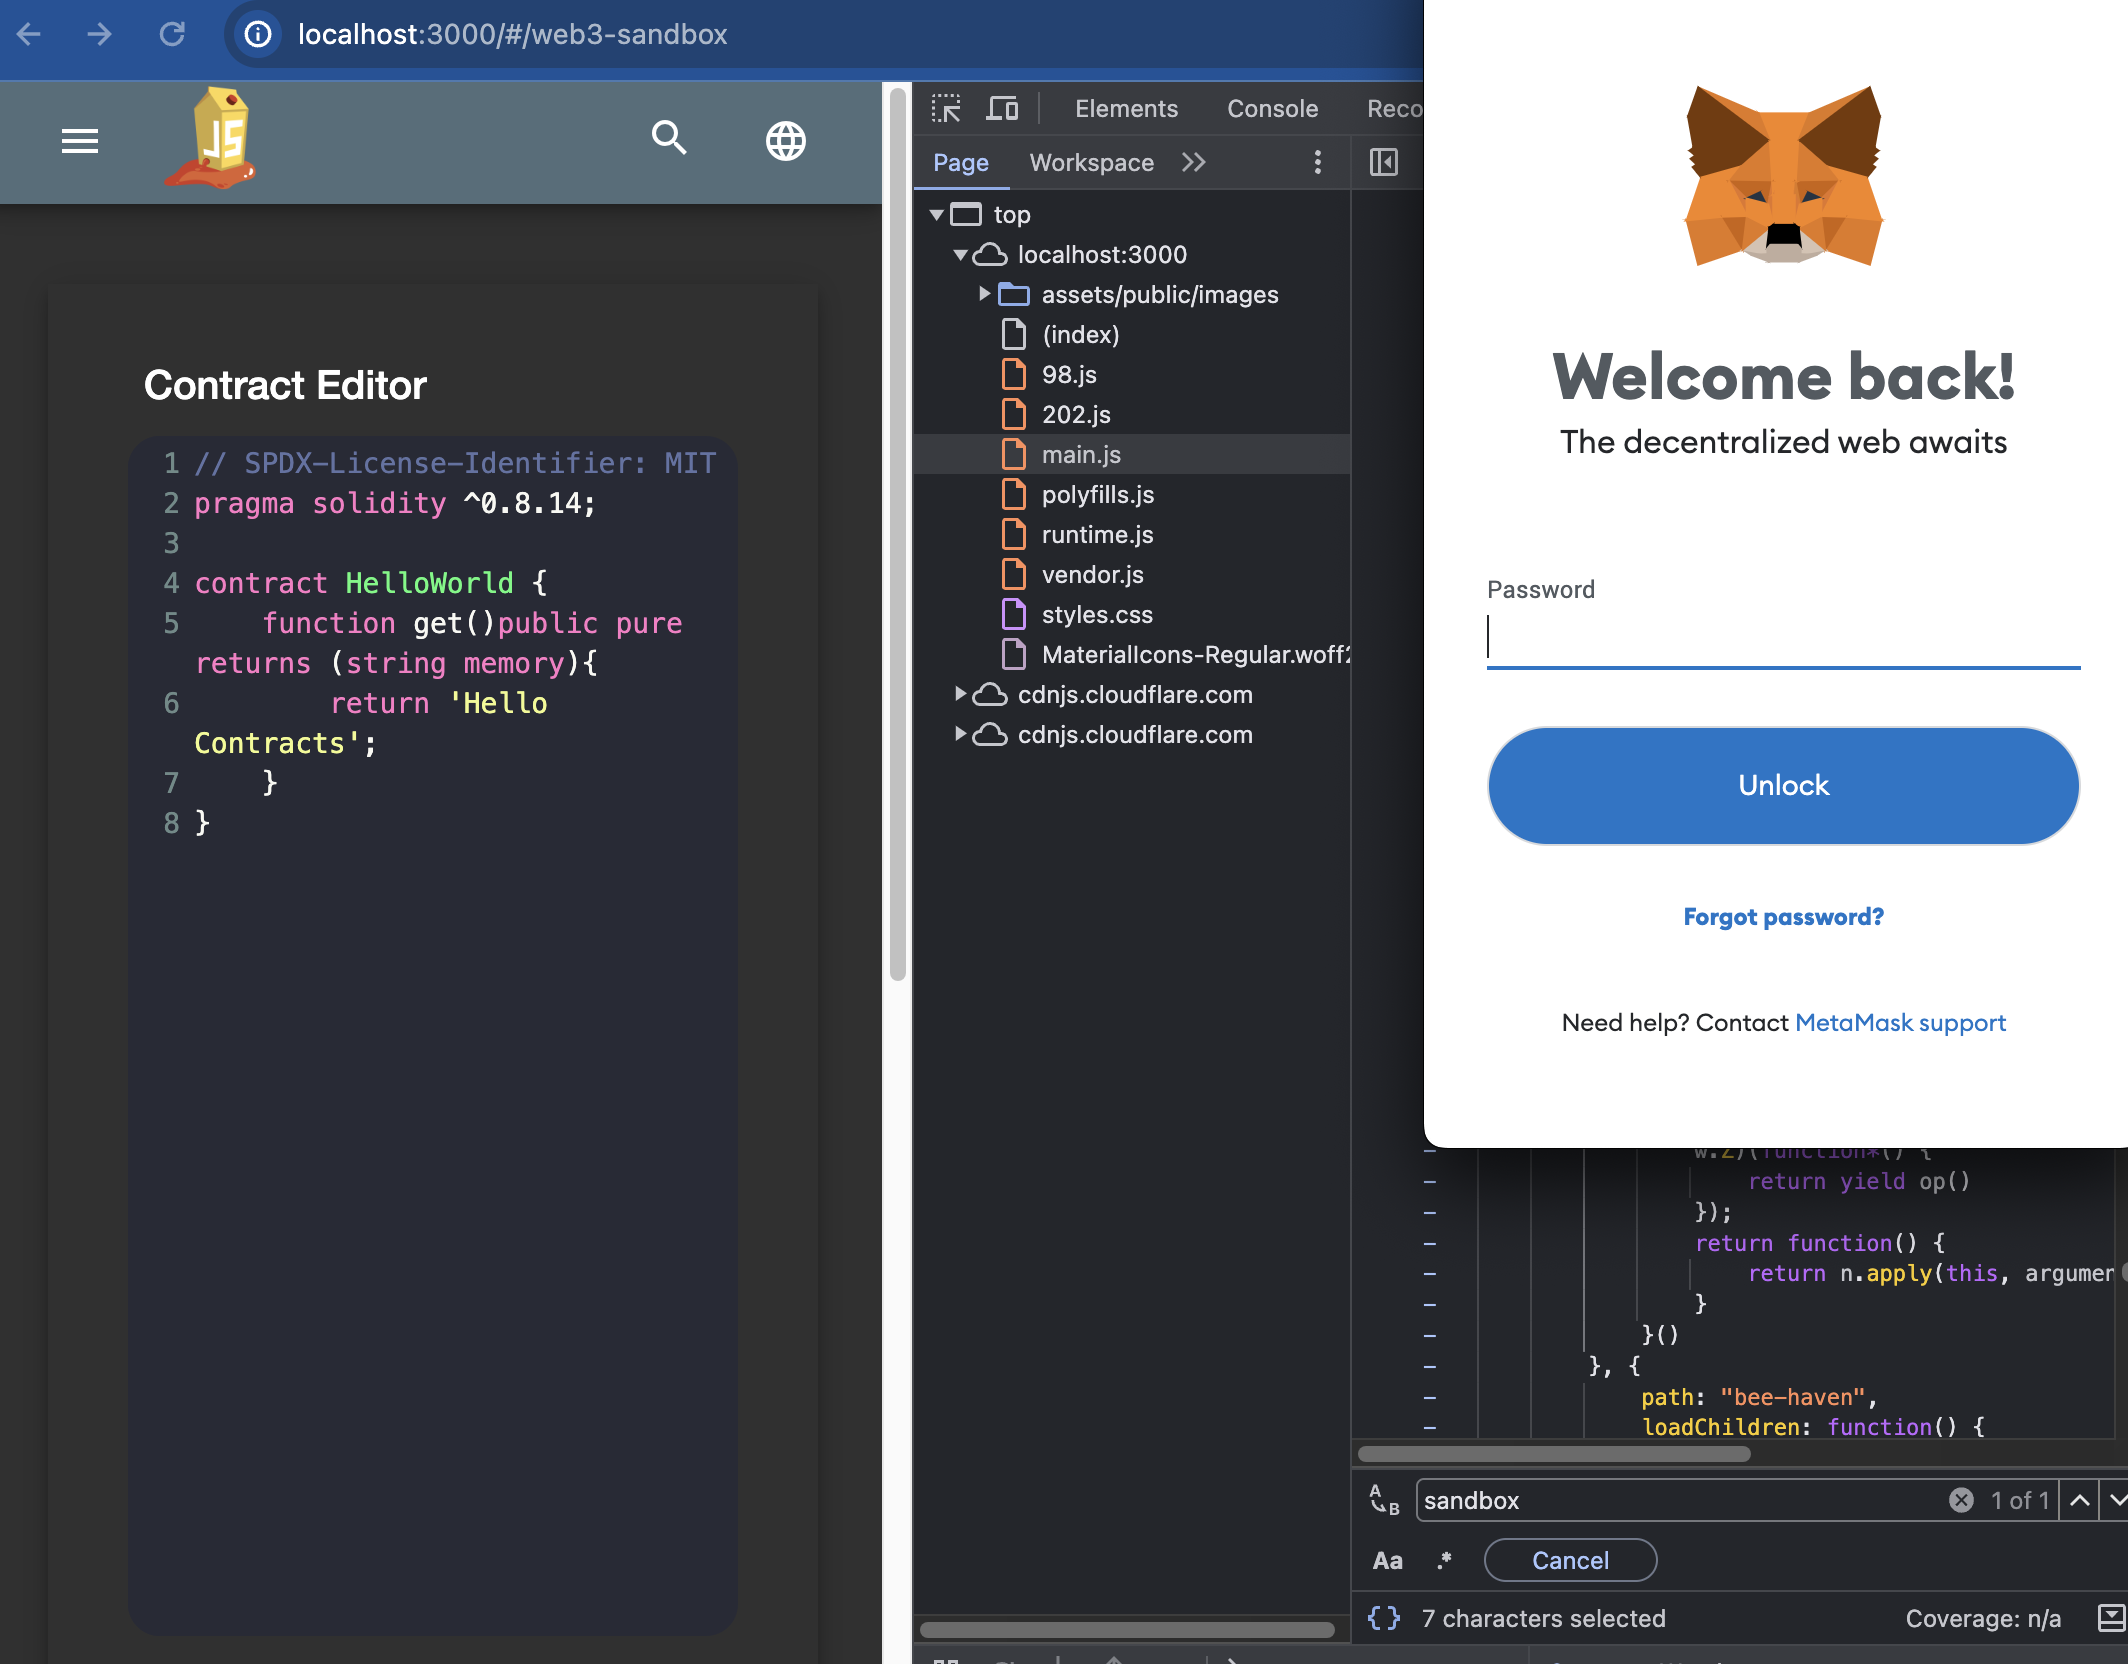 localhost:3000/#/web3-sandbox
JS
Contract Editor
1 // SPDX-License-Identifier: MIT
2 pragma solidity ^0.8.14;
3
4 contract HelloWorld {
5 function get()public pure
returns (string memory){
6 return 'Hello
Contracts';
7 }
8 }
Elements Console Reco
Page Workspace
top
localhost:3000
assets/public/images
(index)
98.js
202.js
main.js
polyfills.js
runtime.js
vendor.js
styles.css
MaterialIcons-Regular.woff2
cdnjs.cloudflare.com
cdnjs.cloudflare.com
Welcome back!
The decentralized web awaits
Password
Unlock
Forgot password?
Need help? Contact MetaMask support
w.Z)(function*() {
return yield op()
});
return function() {
return n.apply(this, argumen
}
}()
}, {
path: "bee-haven",
loadChildren: function() {
A
B
sandbox
1 of 1
Aa .* Cancel
{ } 7 characters selected
Coverage: n/a